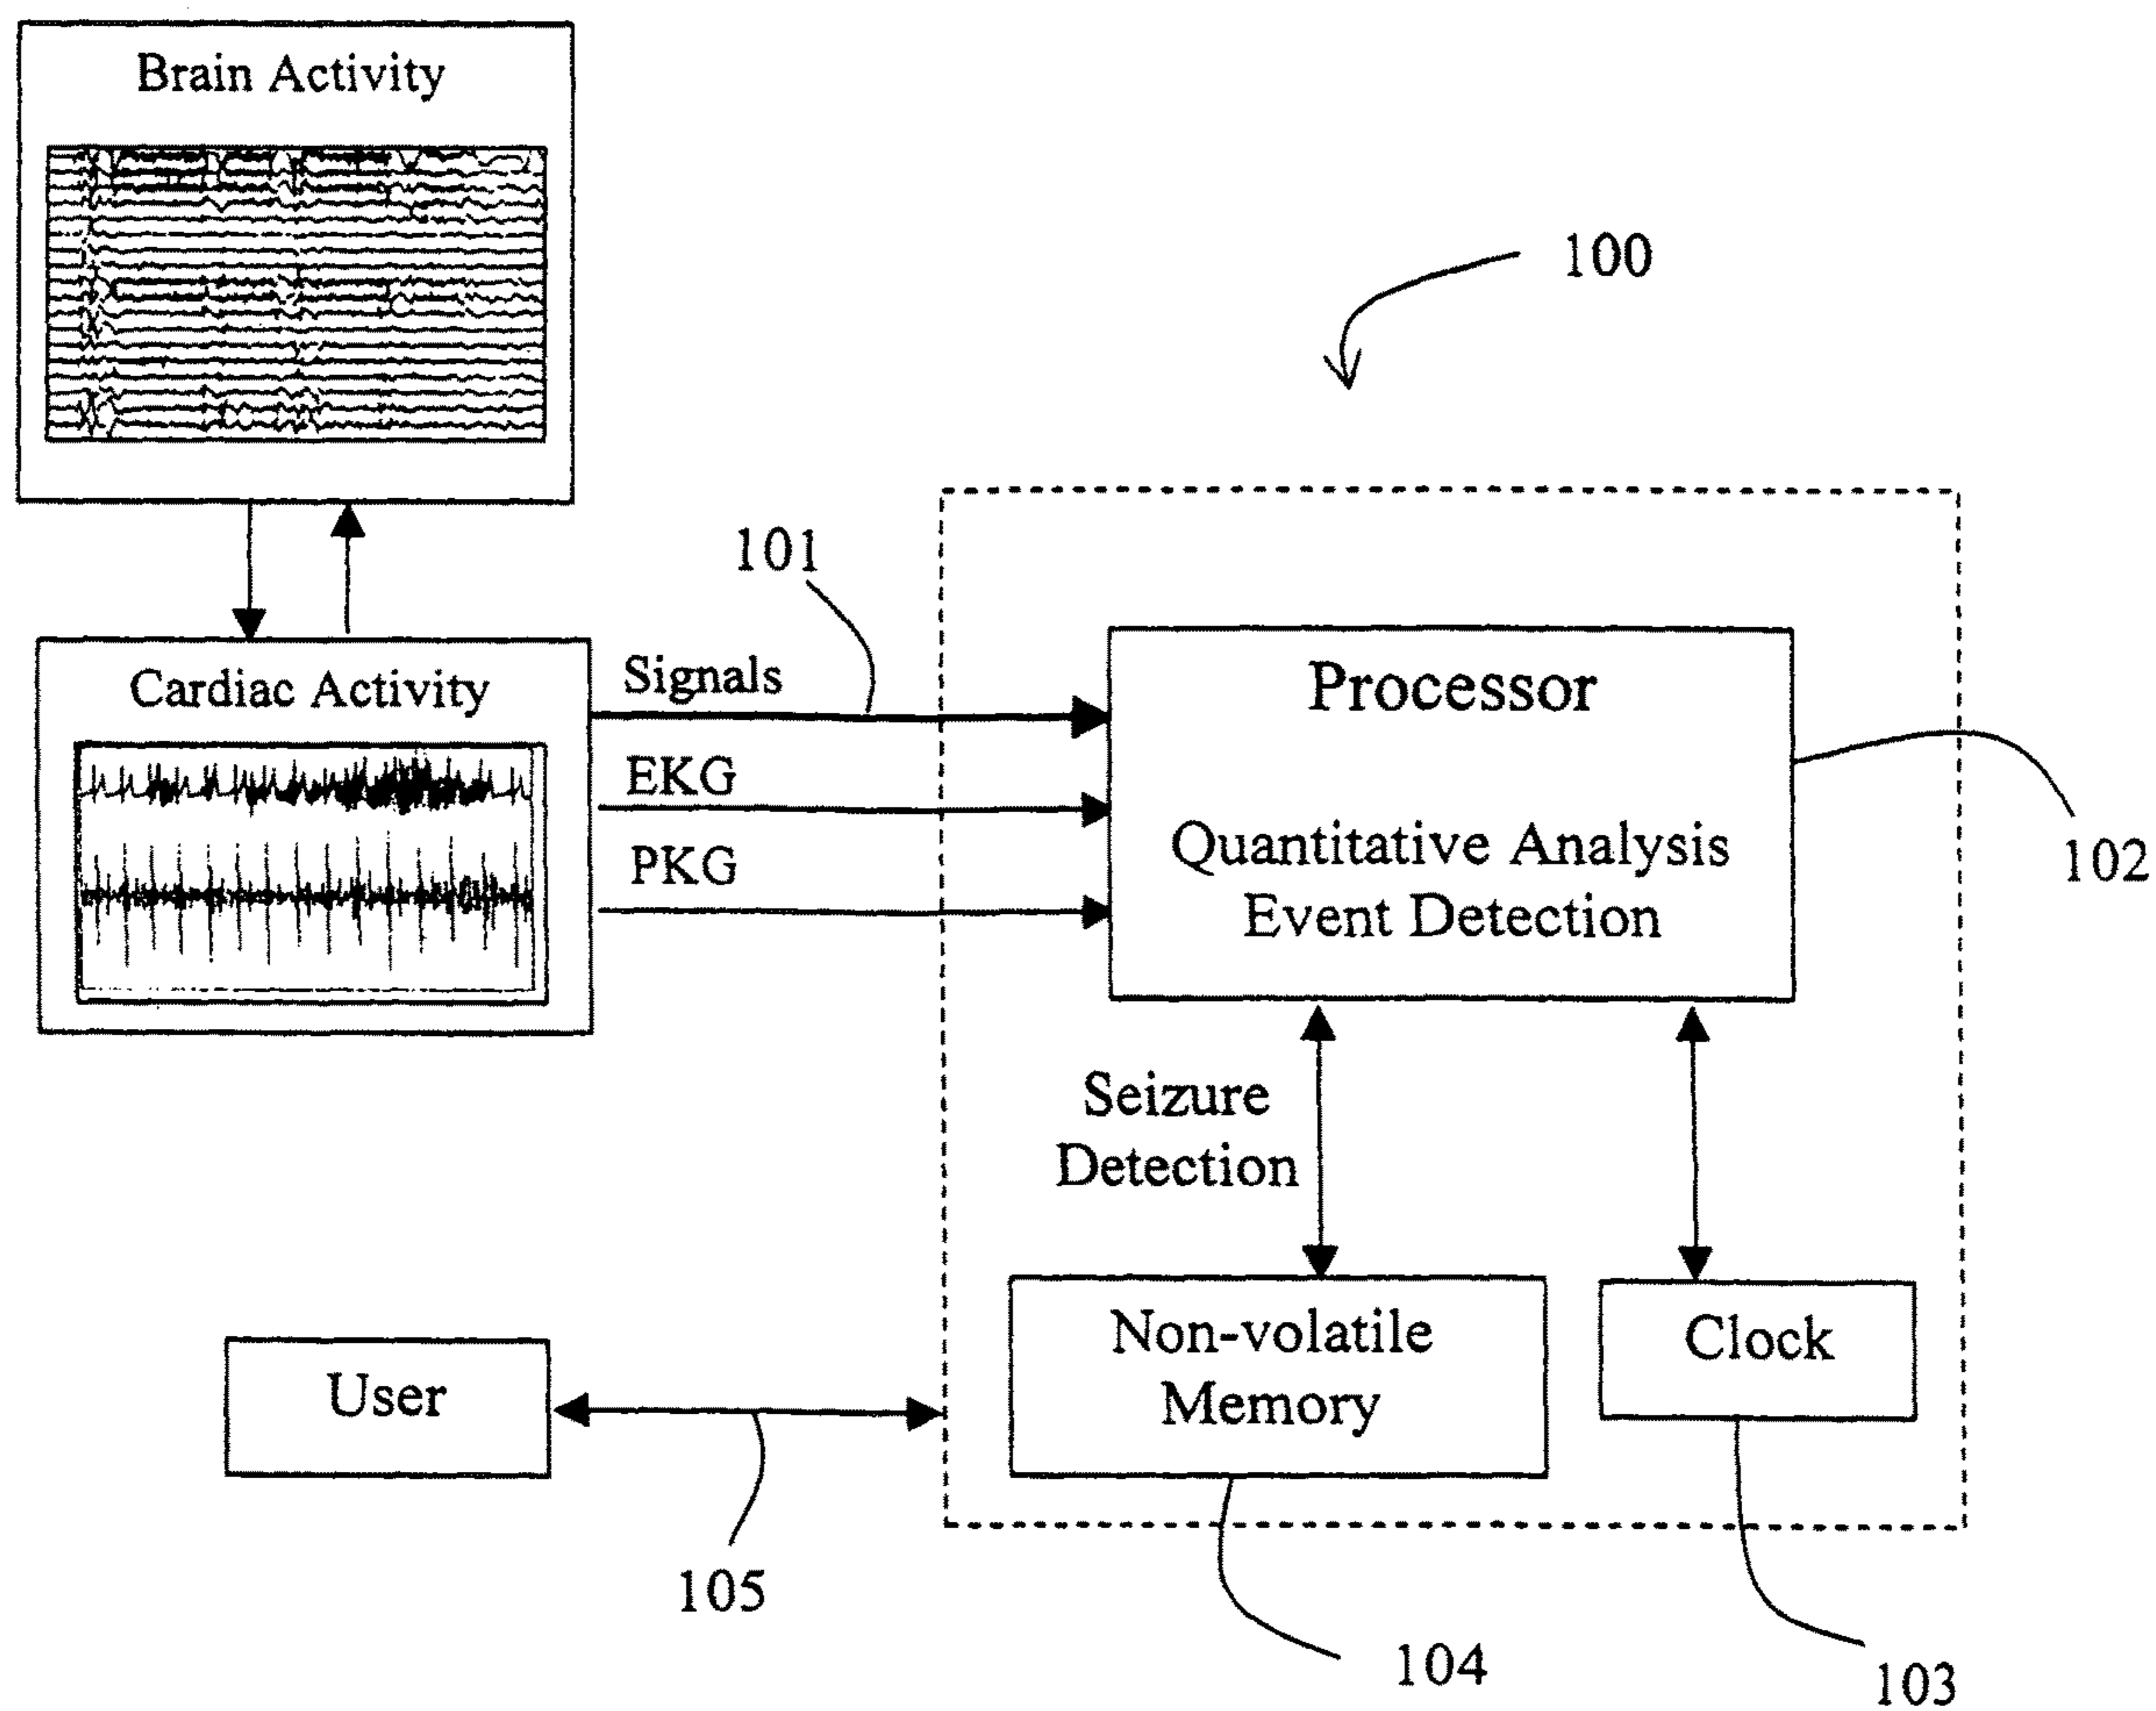 Brain Activity
100
101
Cardiac Activity
Signals
EKG
PKG
Processor
Quantitative Analysis
Event Detection
102
Seizure
Detection
Non-volatile
Memory
Clock
User
105
104
103